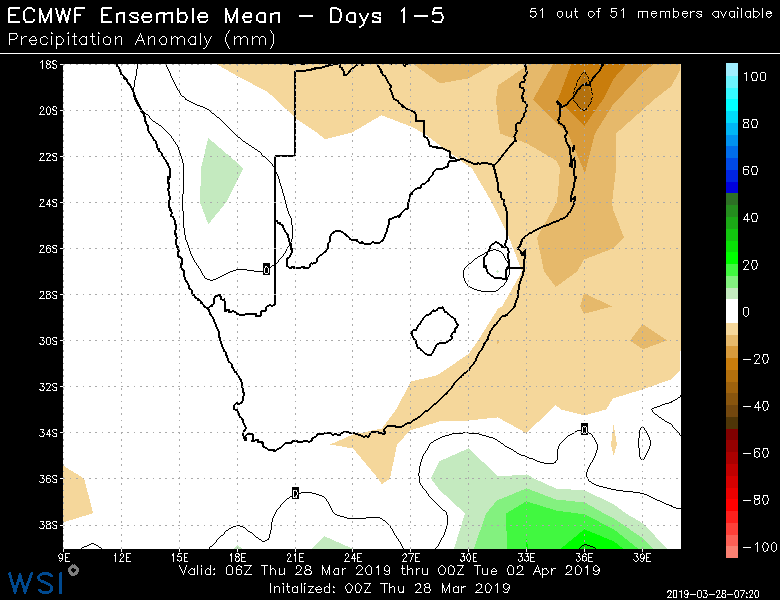 ECMWF Ensemble Mean – Days 1–5
51 out of 51 members available
Precipitation Anomaly (mm)
18S
20S
22S
24S
26S
28S
30S
32S
34S
36S
38S
100
80
60
40
20
0
−20
−40
−60
−80
−100
0
0
0
9E 12E 15E 18E 21E 24E 27E 30E 33E 36E 39E
Valid: 06Z Thu 28 Mar 2019 thru 00Z Tue 02 Apr 2019
Initalized: 00Z Thu 28 Mar 2019
WSI
2019-03-28-07:20